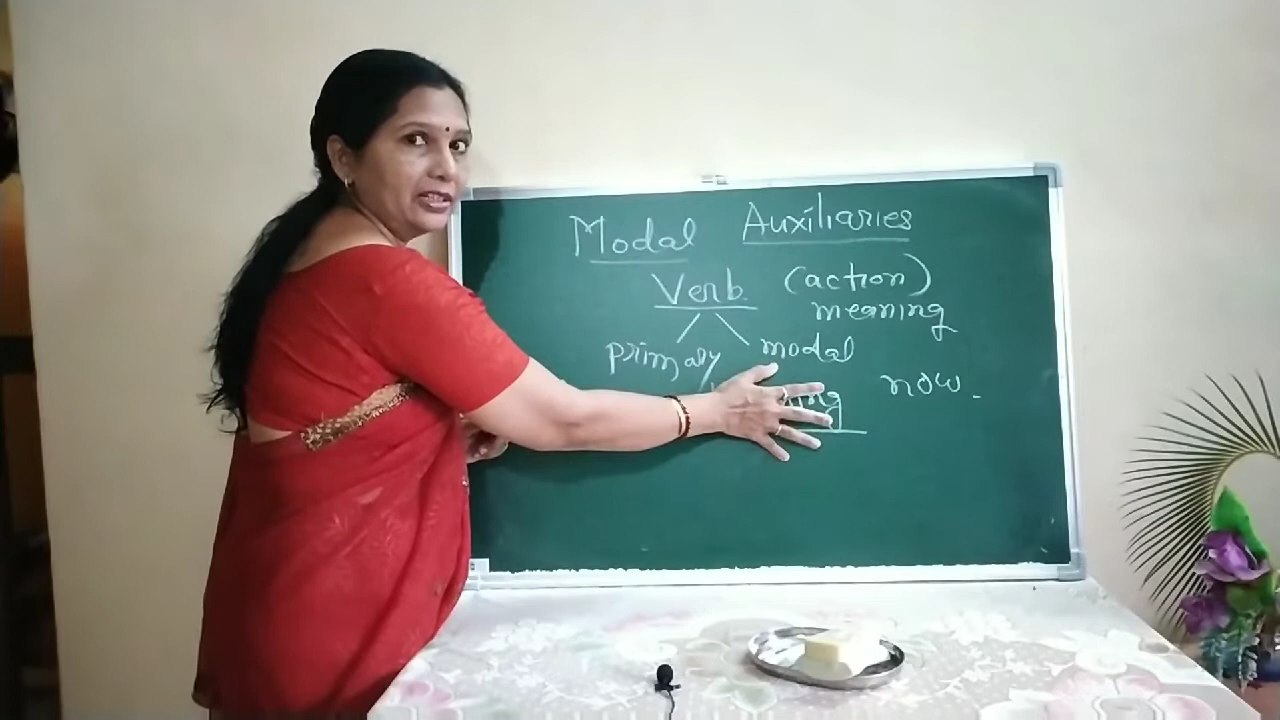 Modal Auxiliaries
Verb (action)
meaning
primary modal
now.